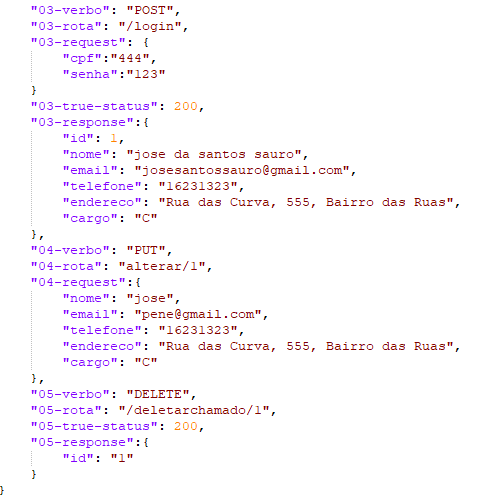 "03-verbo": "POST",
"03-rota": "/login",
"03-request": {
"cpf":"444",
"senha":"123"
}
"03-true-status": 200,
"03-response":{
"id": 1,
"nome": "jose da santos sauro",
"email": "josesantossauro@gmail.com",
"telefone": "16231323",
"endereco": "Rua das Curva, 555, Bairro das Ruas",
"cargo": "C"
},
"04-verbo": "PUT",
"04-rota": "alterar/1",
"04-request":{
"nome": "jose",
"email": "pene@gmail.com",
"telefone": "16231323",
"endereco": "Rua das Curva, 555, Bairro das Ruas",
"cargo": "C"
},
"05-verbo": "DELETE",
"05-rota": "/deletarchamado/1",
"05-true-status": 200,
"05-response":{
"id": "1"
}
}